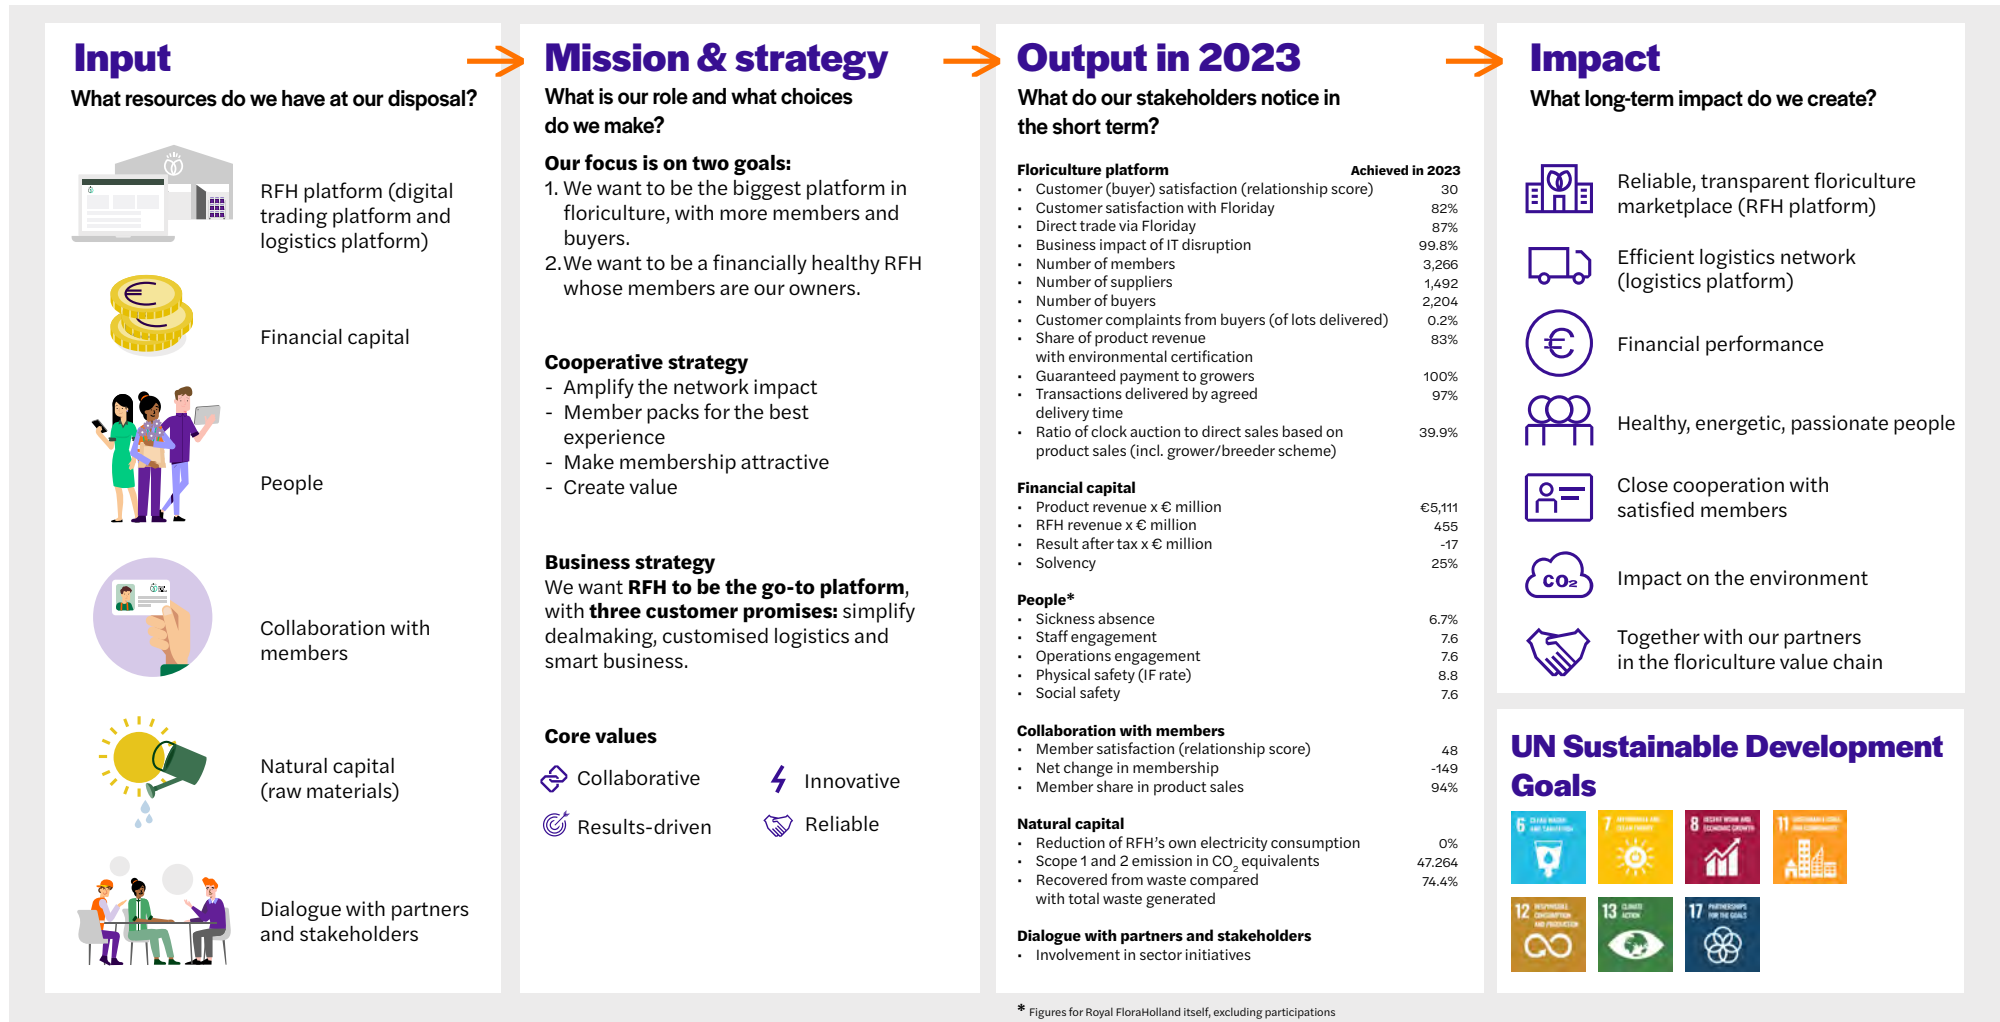 Input
What resources do we have at our disposal?
RFH platform (digital
trading platform and
logistics platform)
Financial capital
People
Collaboration with
members
Natural capital
(raw materials)
Dialogue with partners
and stakeholders
Mission & strategy
What is our role and what choices
do we make?
Our focus is on two goals:
1. We want to be the biggest platform in
floriculture, with more members and
buyers.
2. We want to be a financially healthy RFH
whose members are our owners.
Cooperative strategy
- Amplify the network impact
- Member packs for the best
experience
- Make membership attractive
- Create value
Business strategy
We want RFH to be the go-to platform,
with three customer promises: simplify
dealmaking, customised logistics and
smart business.
Core values
Collaborative
Innovative
Results-driven
Reliable
Output in 2023
What do our stakeholders notice in
the short term?
Floriculture platform Achieved in 2023
• Customer (buyer) satisfaction (relationship score) 30
• Customer satisfaction with Floriday 82%
• Direct trade via Floriday 87%
• Business impact of IT disruption 99.8%
• Number of members 3,266
• Number of suppliers 1,492
• Number of buyers 2,204
• Customer complaints from buyers (of lots delivered) 0.2%
• Share of product revenue 83%
with environmental certification
• Guaranteed payment to growers 100%
• Transactions delivered by agreed 97%
delivery time
• Ratio of clock auction to direct sales based on 39.9%
product sales (incl. grower/breeder scheme)
Financial capital
• Product revenue x € million €5,111
• RFH revenue x € million 455
• Result after tax x € million -17
• Solvency 25%
People*
• Sickness absence 6.7%
• Staff engagement 7.6
• Operations engagement 7.6
• Physical safety (IF rate) 8.8
• Social safety 7.6
Collaboration with members
• Member satisfaction (relationship score) 48
• Net change in membership -149
• Member share in product sales 94%
Natural capital
• Reduction of RFH's own electricity consumption 0%
• Scope 1 and 2 emission in CO2 equivalents 47.264
• Recovered from waste compared 74.4%
with total waste generated
Dialogue with partners and stakeholders
• Involvement in sector initiatives
* Figures for Royal FloraHolland itself, excluding participations
Impact
What long-term impact do we create?
Reliable, transparent floriculture
marketplace (RFH platform)
Efficient logistics network
(logistics platform)
Financial performance
Healthy, energetic, passionate people
Close cooperation with
satisfied members
CO2
Impact on the environment
Together with our partners
in the floriculture value chain
UN Sustainable Development
Goals
6 CLEAN WATER
AND SANITATION
7
8 DECENT WORK AND
ECONOMIC GROWTH
11
12 RESPONSIBLE
CONSUMPTION
AND PRODUCTION
13 CLIMATE
ACTION
17 PARTNERSHIPS
FOR THE GOALS